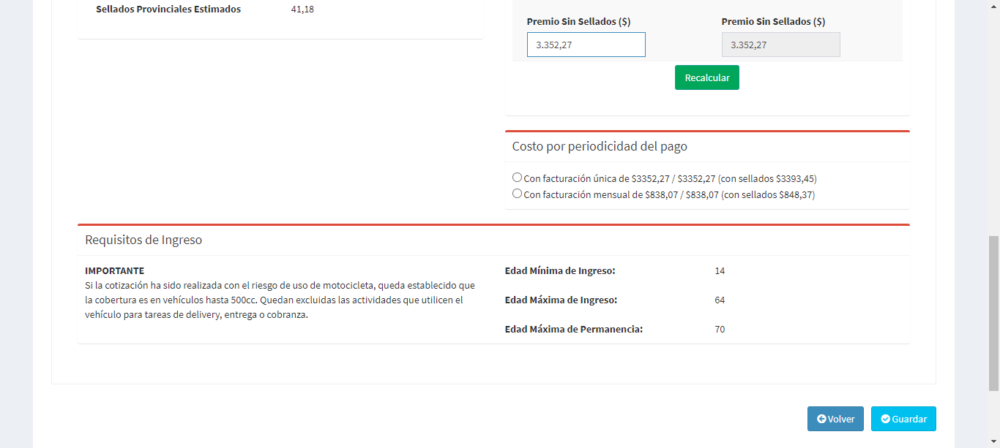 Sellados Provinciales Estimados 41,18
Premio Sin Sellados ($) Premio Sin Sellados ($)
3.352,27 3.352,27
Recalcular
Costo por periodicidad del pago
Con facturación única de $3352,27 / $3352,27 (con sellados $3393,45)
Con facturación mensual de $838,07 / $838,07 (con sellados $848,37)
Requisitos de Ingreso
IMPORTANTE
Si la cotización ha sido realizada con el riesgo de uso de motocicleta, queda establecido que
la cobertura es en vehículos hasta 500cc. Quedan excluidas las actividades que utilicen el
vehículo para tareas de delivery, entrega o cobranza.
Edad Mínima de Ingreso: 14
Edad Máxima de Ingreso: 64
Edad Máxima de Permanencia: 70
Volver Guardar